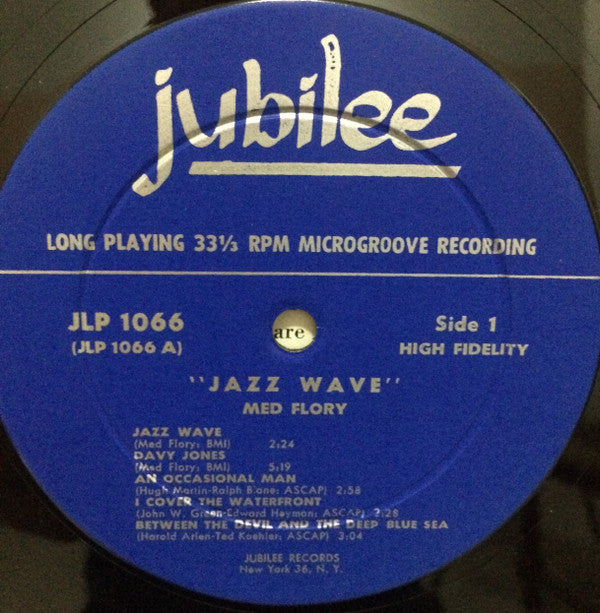 jubilee
LONG PLAYING 33⅓ RPM MICROGROOVE RECORDING
JLP 1066
(JLP 1066 A)
are
Side 1
HIGH FIDELITY
"JAZZ WAVE"
MED FLORY
JAZZ WAVE
(Med Flory: BMI) 2:24
DAVY JONES
(Med Flory: BMI) 5:19
AN OCCASIONAL MAN
(Hugh Martin-Ralph Blane: ASCAP) 2:58
I COVER THE WATERFRONT
(John W. Green-Edward Heyman: ASCAP) 2:28
BETWEEN THE DEVIL AND THE DEEP BLUE SEA
(Harold Arlen-Ted Koehler: ASCAP) 3:04
JUBILEE RECORDS
New York 36, N. Y.